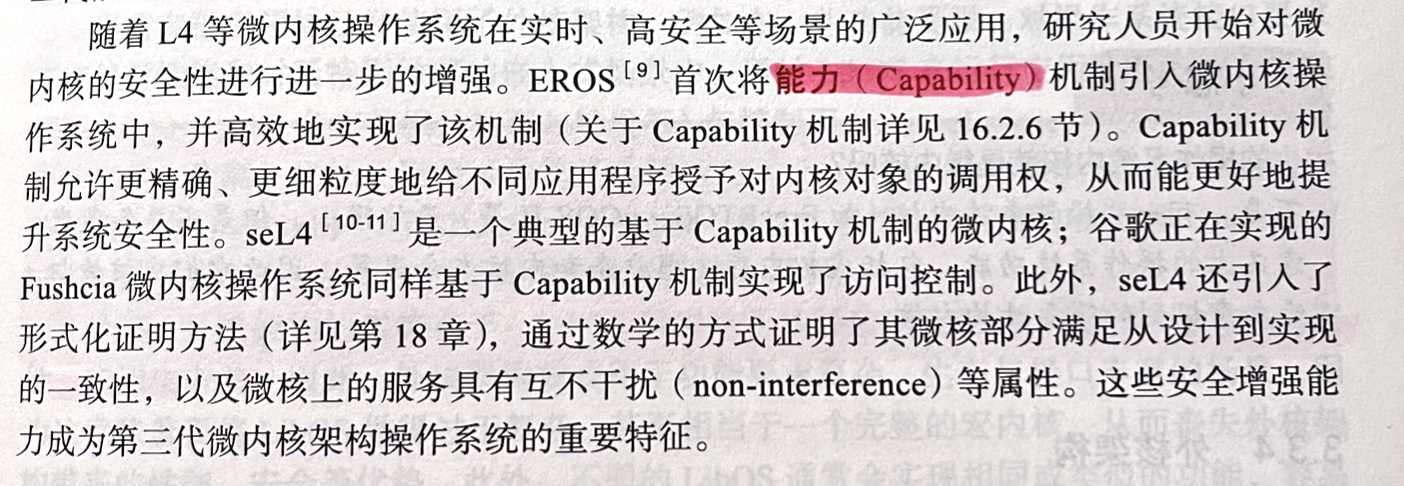 随着 L4 等微内核操作系统在实时、高安全等场景的广泛应用，研究人员开始对微
内核的安全性进行进一步的增强。EROS[9]首次将能力（Capability）机制引入微内核操
作系统中，并高效地实现了该机制（关于 Capability 机制详见 16.2.6 节）。Capability 机
制允许更精确、更细粒度地给不同应用程序授予对内核对象的调用权，从而能更好地提
升系统安全性。seL4[10-11]是一个典型的基于 Capability 机制的微内核；谷歌正在实现的
Fushcia 微内核操作系统同样基于 Capability 机制实现了访问控制。此外，seL4 还引入了
形式化证明方法（详见第 18 章），通过数学的方式证明了其微核部分满足从设计到实现
的一致性，以及微核上的服务具有互不干扰（non-interference）等属性。这些安全增强能
力成为第三代微内核架构操作系统的重要特征。